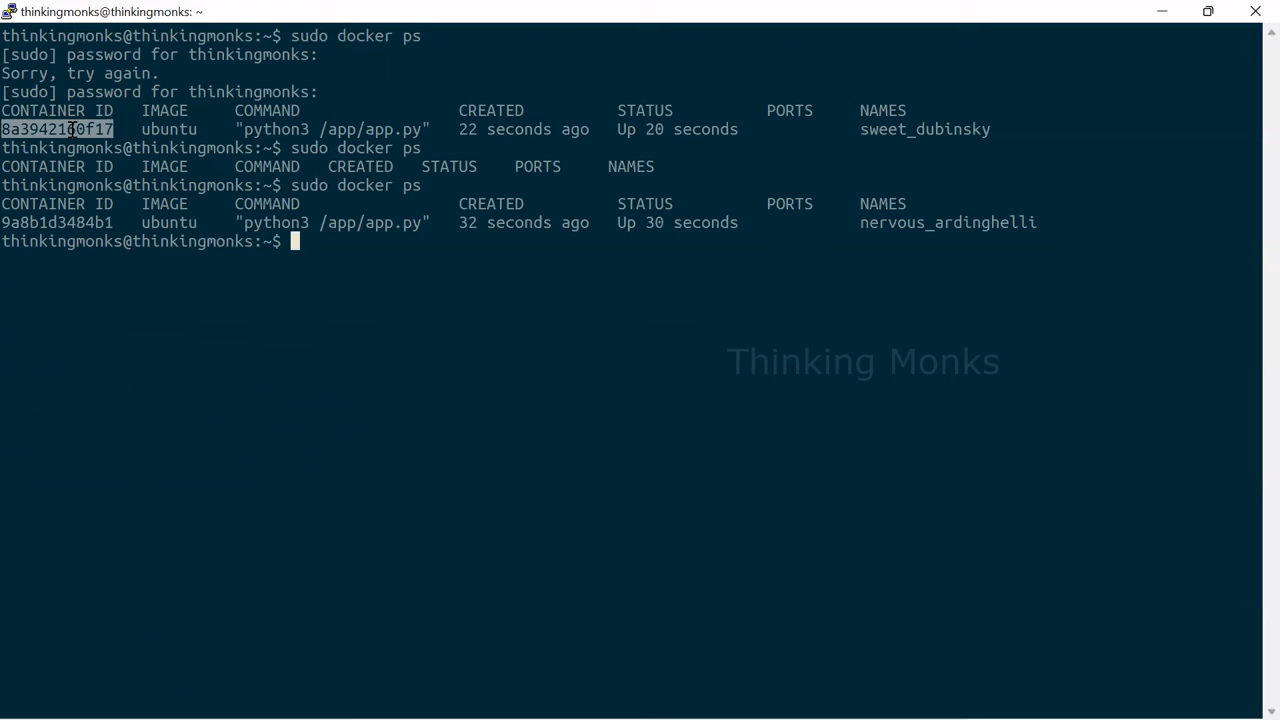 thinkingmonks@thinkingmonks: ~
thinkingmonks@thinkingmonks:~$ sudo docker ps
[sudo] password for thinkingmonks:
Sorry, try again.
[sudo] password for thinkingmonks:
CONTAINER ID   IMAGE     COMMAND                 CREATED          STATUS          PORTS     NAMES
ubuntu    "python3 /app/app.py"   22 seconds ago   Up 20 seconds             sweet_dubinsky
thinkingmonks@thinkingmonks:~$ sudo docker ps
CONTAINER ID   IMAGE     COMMAND   CREATED   STATUS    PORTS     NAMES
thinkingmonks@thinkingmonks:~$ sudo docker ps
CONTAINER ID   IMAGE     COMMAND                 CREATED          STATUS          PORTS     NAMES
9a8b1d3484b1   ubuntu    "python3 /app/app.py"   32 seconds ago   Up 30 seconds             nervous_ardinghelli
thinkingmonks@thinkingmonks:~$
Thinking Monks